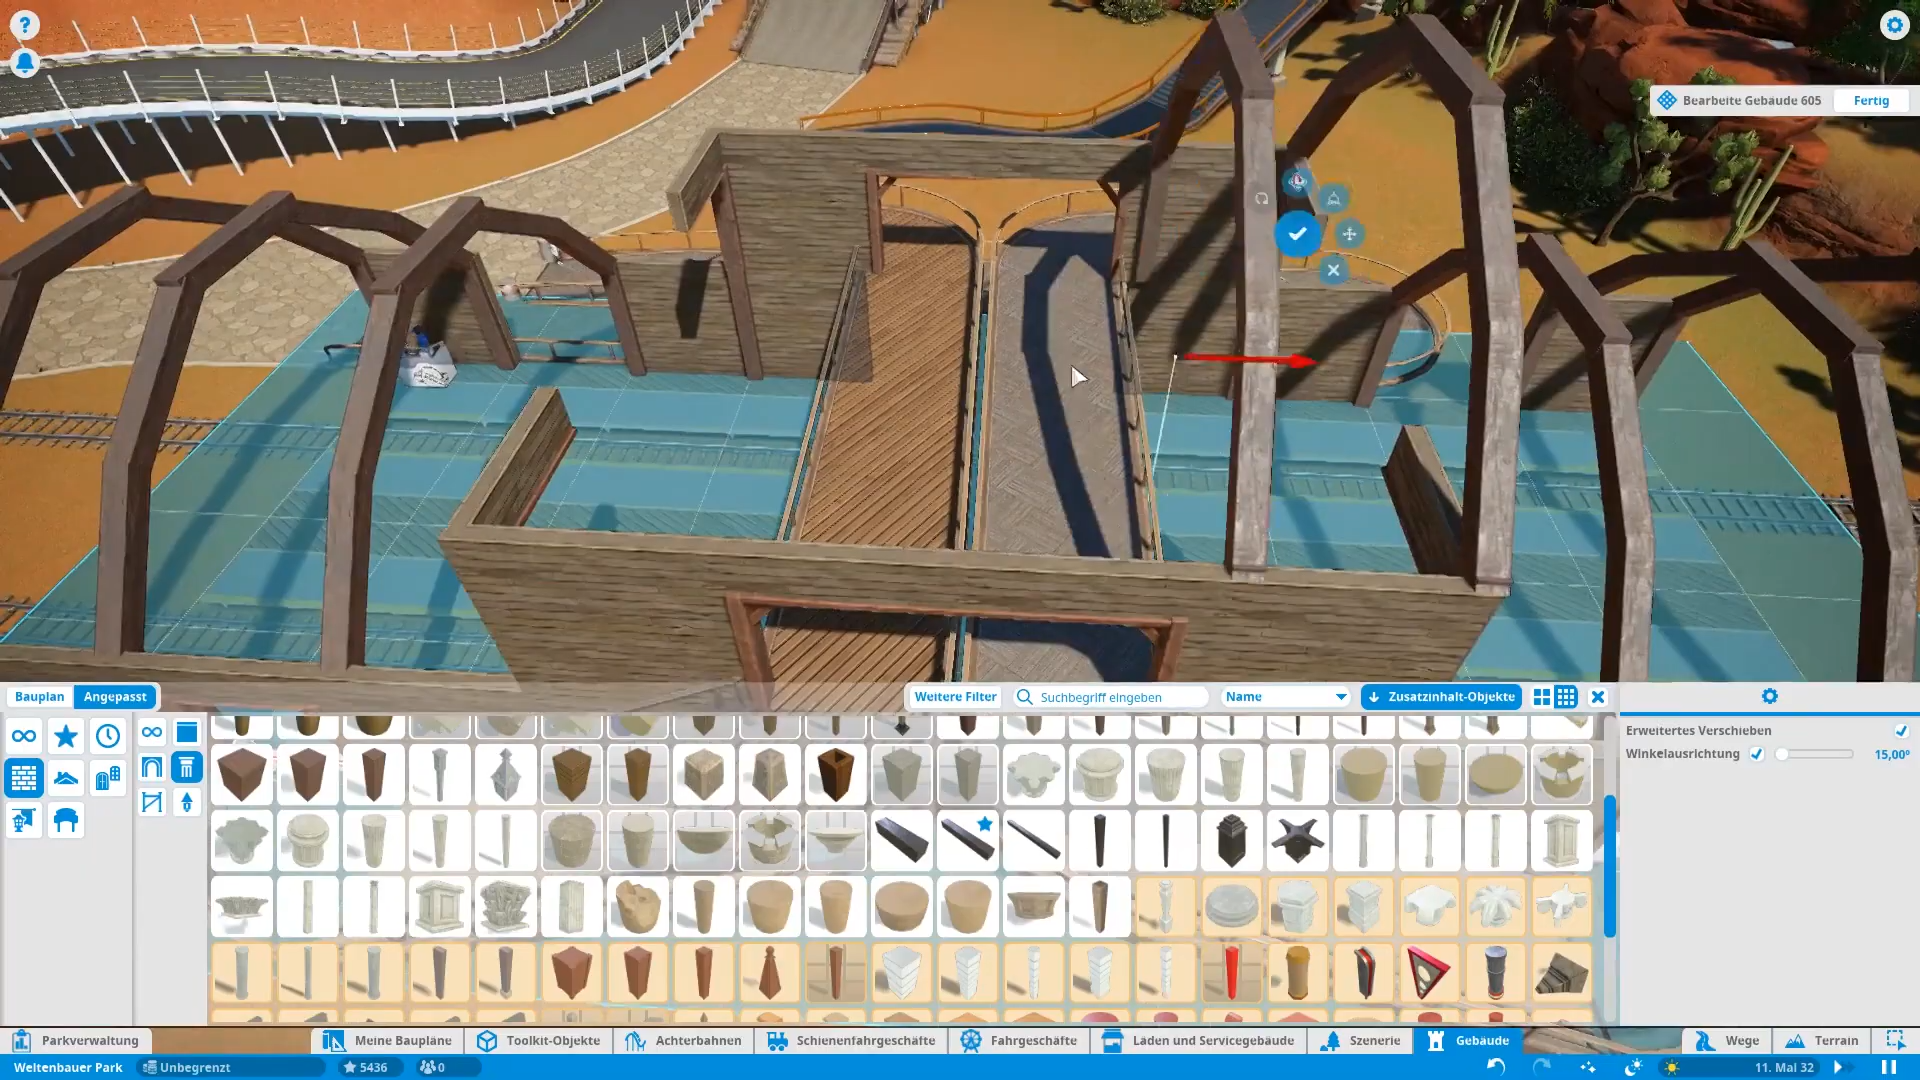 ?
Bearbeite Gebäude 605
Fertig
Bauplan
Angepasst
Weitere Filter
Suchbegriff eingeben
Name
Zusatzinhalt-Objekte
Erweitertes Verschieben
Winkelausrichtung
15,00°
Parkverwaltung
Meine Baupläne
Toolkit-Objekte
Achterbahnen
Schienenfahrgeschäfte
Fahrgeschäfte
Läden und Servicegebäude
Szenerie
Gebäude
Wege
Terrain
Weltenbauer Park
Unbegrenzt
5436
0
11. Mai 32